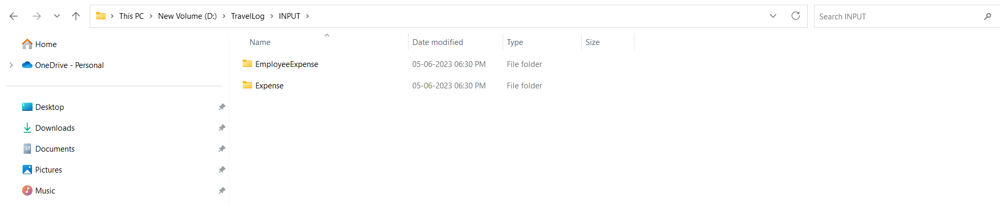 This PC New Volume (D:) TravelLog INPUT Search INPUT
Home
OneDrive - Personal
Desktop
Downloads
Documents
Pictures
Music
Name Date modified Type Size
EmployeeExpense 05-06-2023 06:30 PM File folder
Expense 05-06-2023 06:30 PM File folder